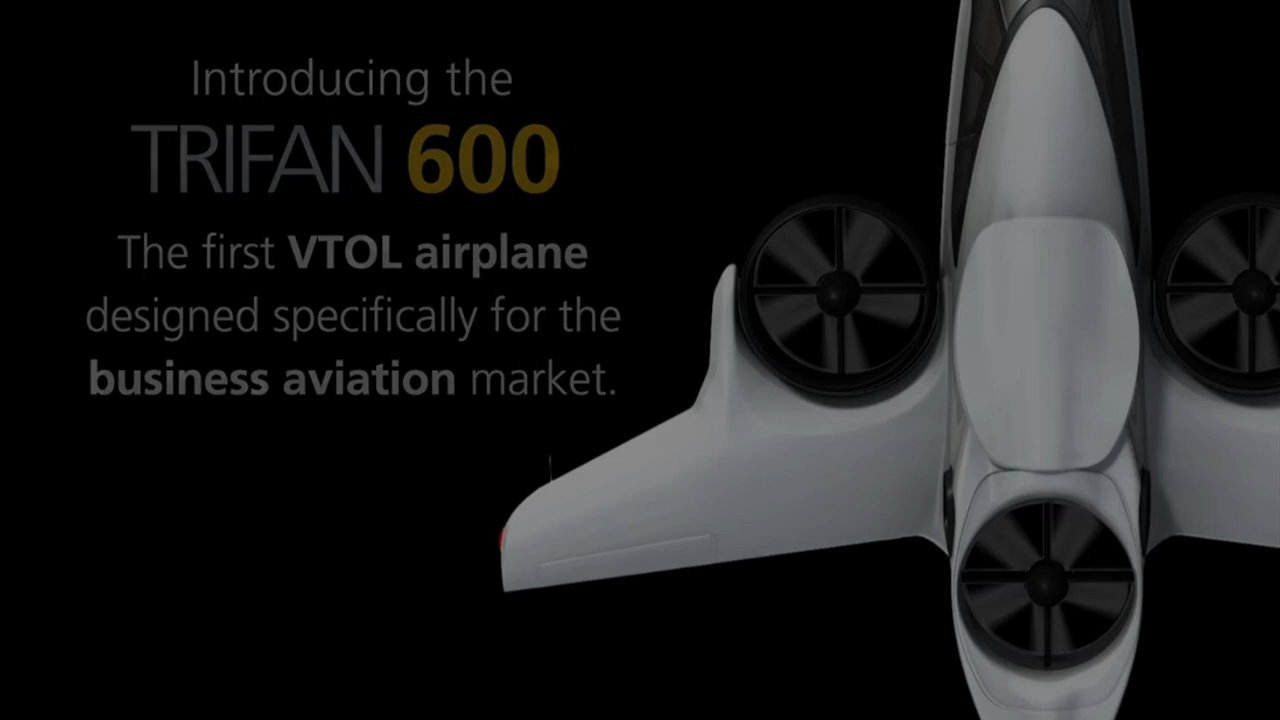 Introducing the
TRIFAN 600
The first VTOL airplane
designed specifically for the
business aviation market.